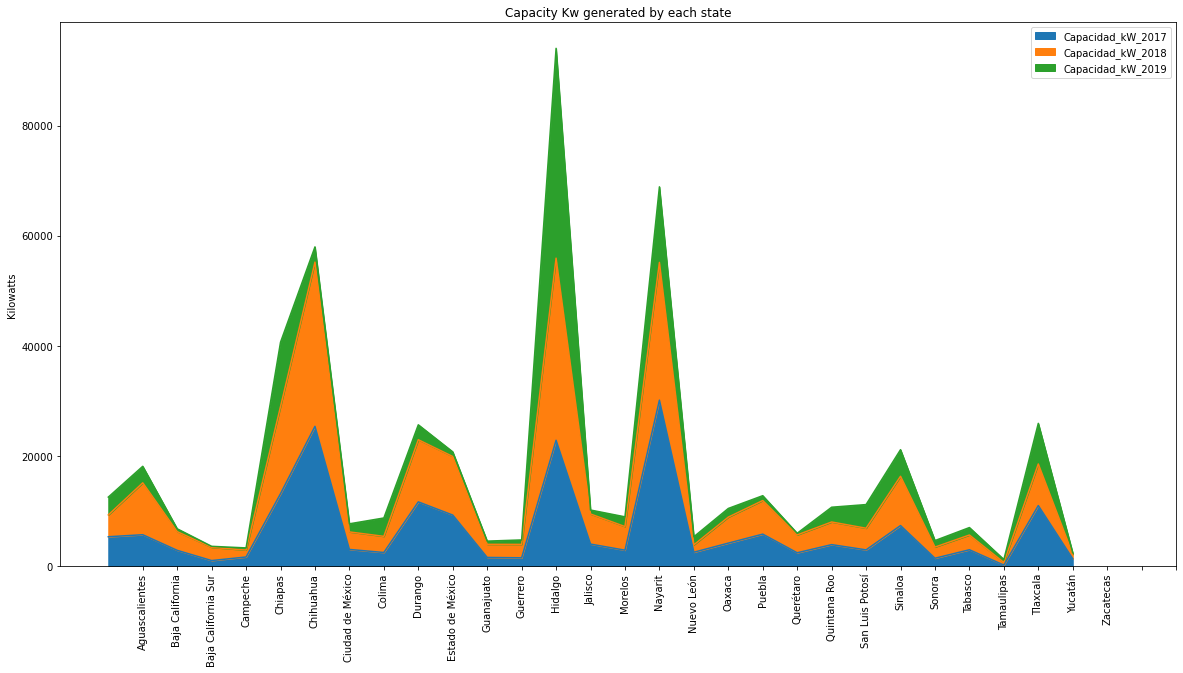 Capacity Kw generated by each state
Capacidad_kW_2017
Capacidad_kW_2018
Capacidad_kW_2019
Kilowatts
80000
60000
40000
20000
0
Aguascalientes
Baja California
Baja California Sur
Campeche
Chiapas
Chihuahua
Ciudad de México
Colima
Durango
Estado de México
Guanajuato
Guerrero
Hidalgo
Jalisco
Morelos
Nayarit
Nuevo León
Oaxaca
Puebla
Querétaro
Quintana Roo
San Luis Potosí
Sinaloa
Sonora
Tabasco
Tamaulipas
Tlaxcala
Yucatán
Zacatecas